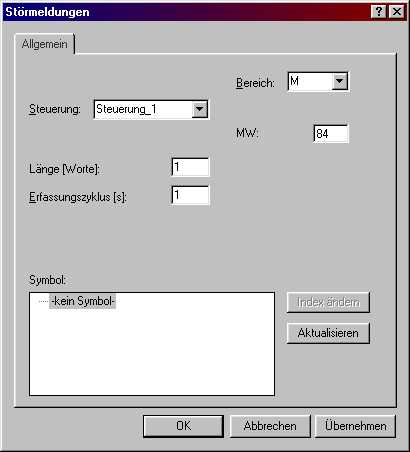 Störmeldungen
Allgemein
Bereich: M
Steuerung: Steuerung_1
MW: 84
Länge [Worte]: 1
Erfassungszyklus [s]: 1
Symbol:
-kein Symbol-
Index ändern
Aktualisieren
OK Abbrechen Übernehmen